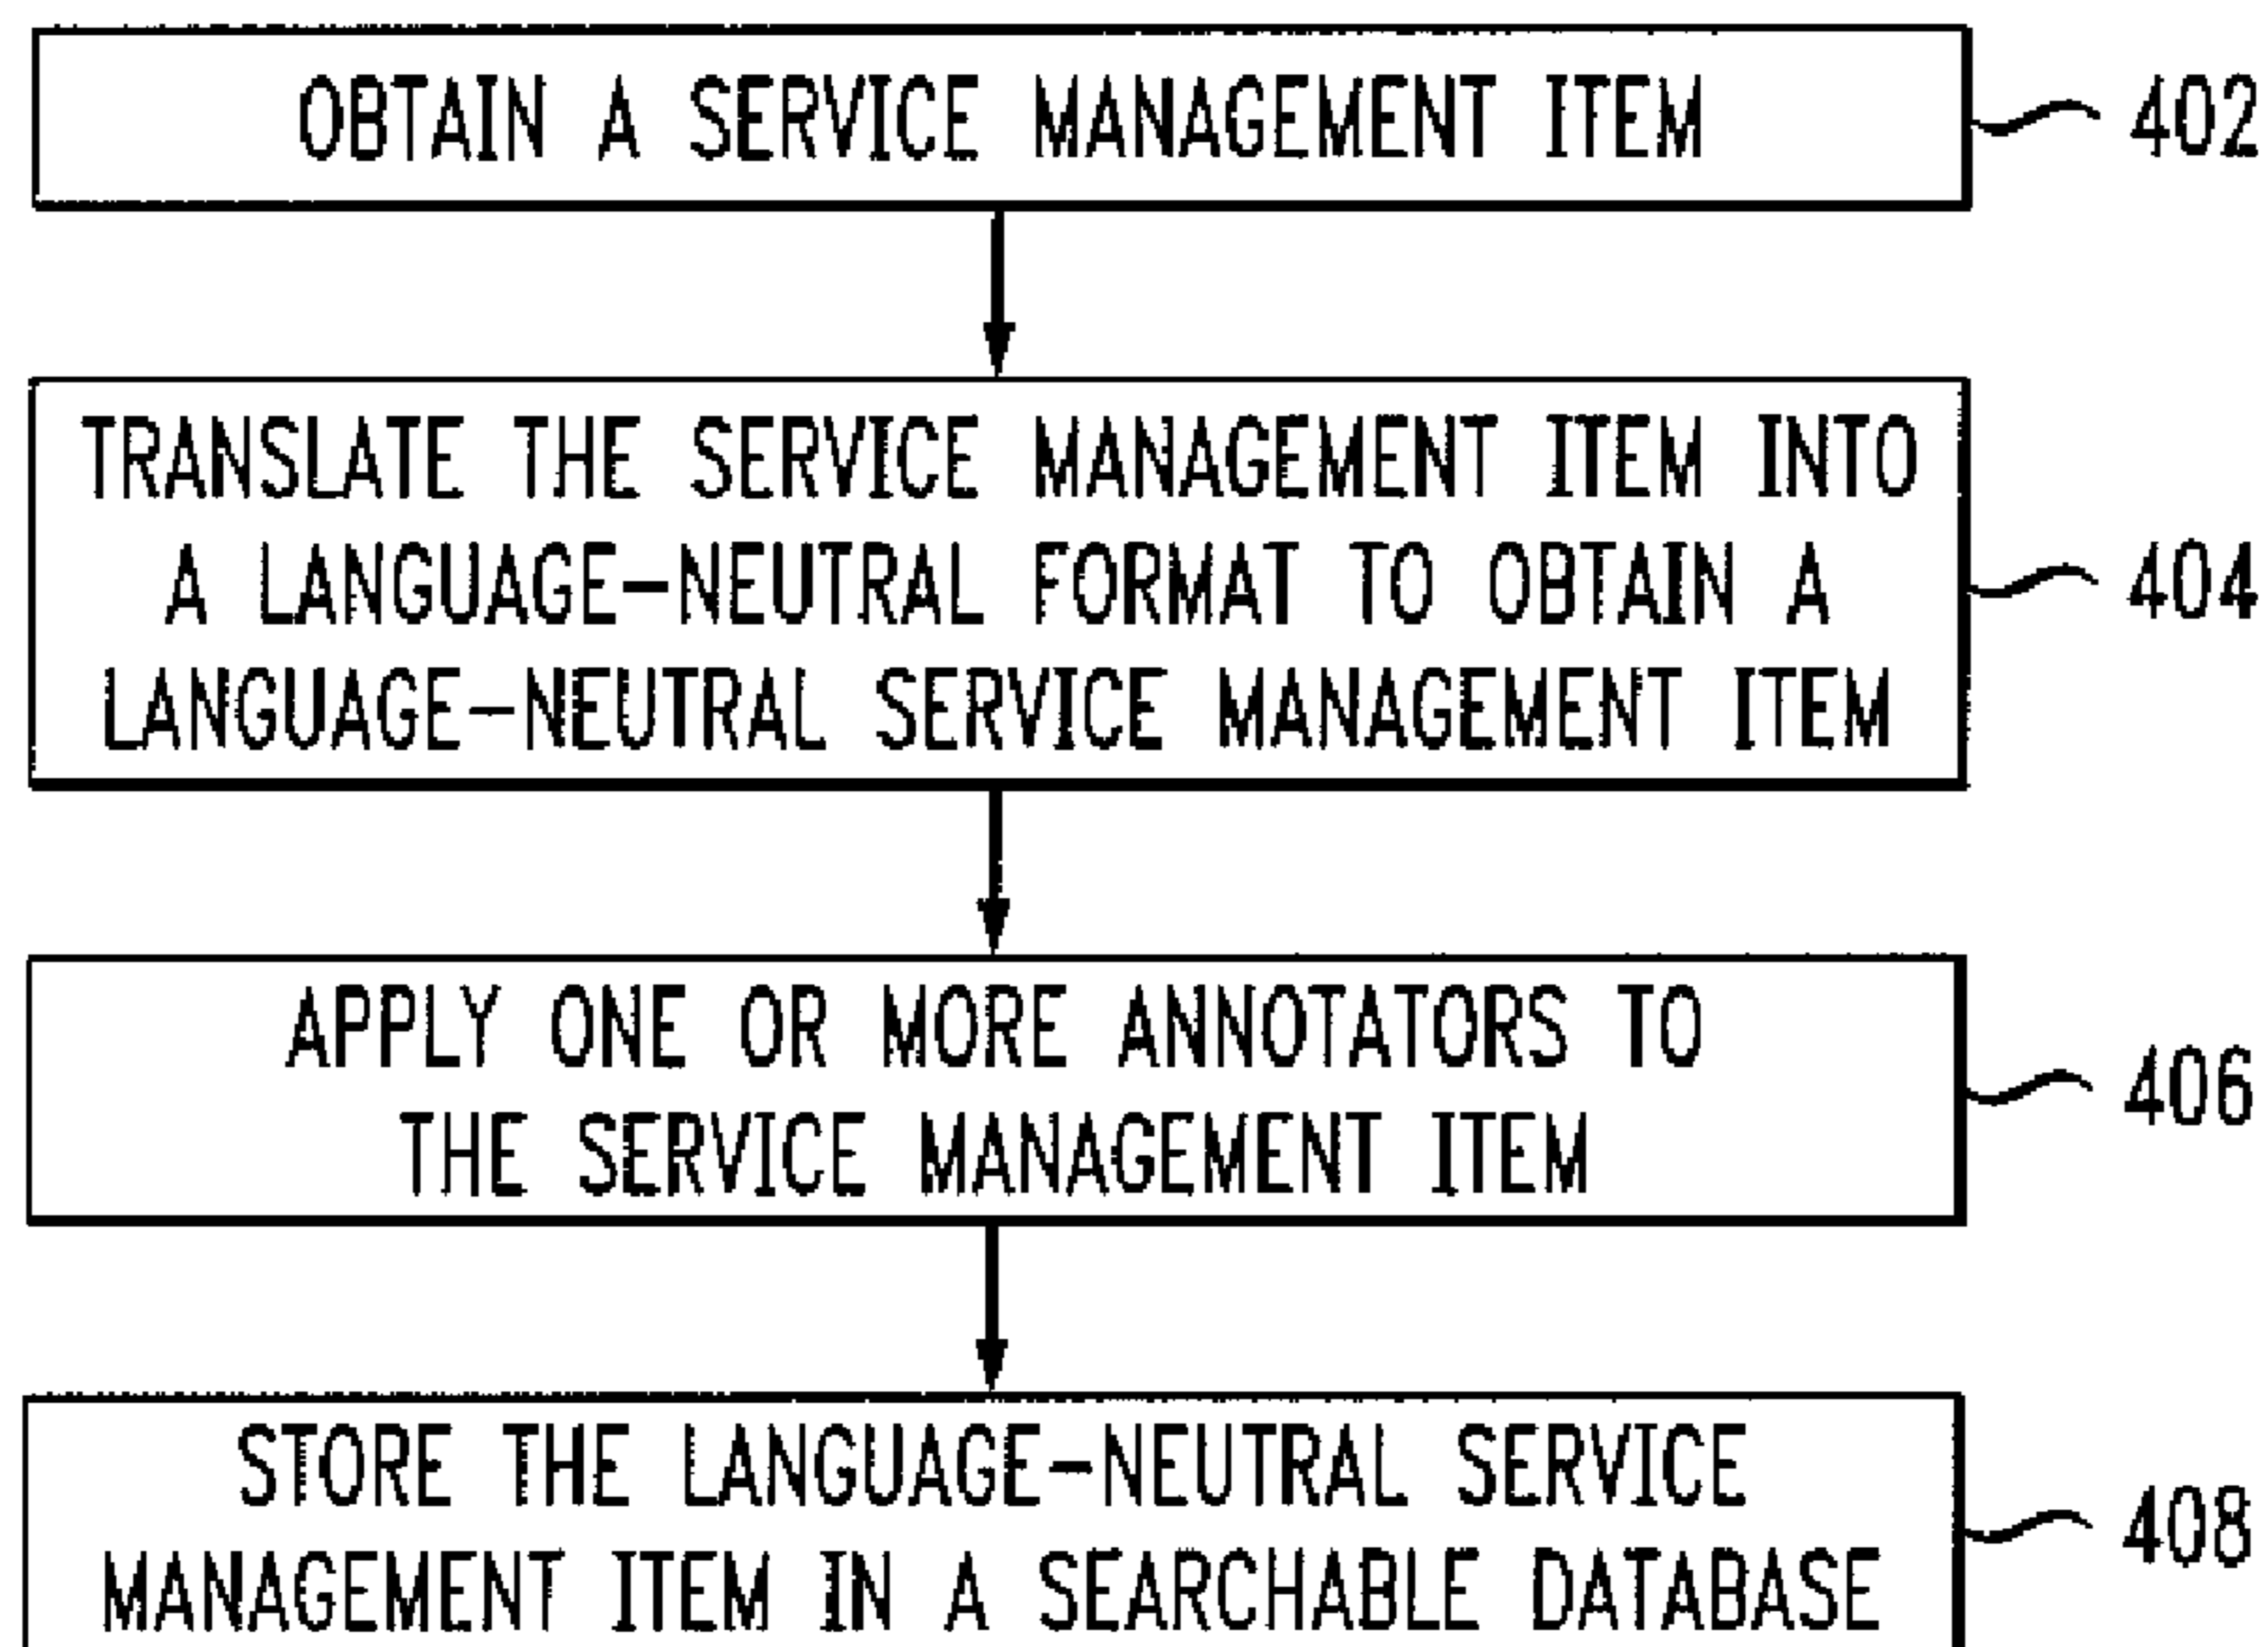 OBTAIN A SERVICE MANAGEMENT ITEM
402
TRANSLATE THE SERVICE MANAGEMENT ITEM INTO
A LANGUAGE-NEUTRAL FORMAT TO OBTAIN A
LANGUAGE-NEUTRAL SERVICE MANAGEMENT ITEM
404
APPLY ONE OR MORE ANNOTATORS TO
THE SERVICE MANAGEMENT ITEM
406
STORE THE LANGUAGE-NEUTRAL SERVICE
MANAGEMENT ITEM IN A SEARCHABLE DATABASE
408